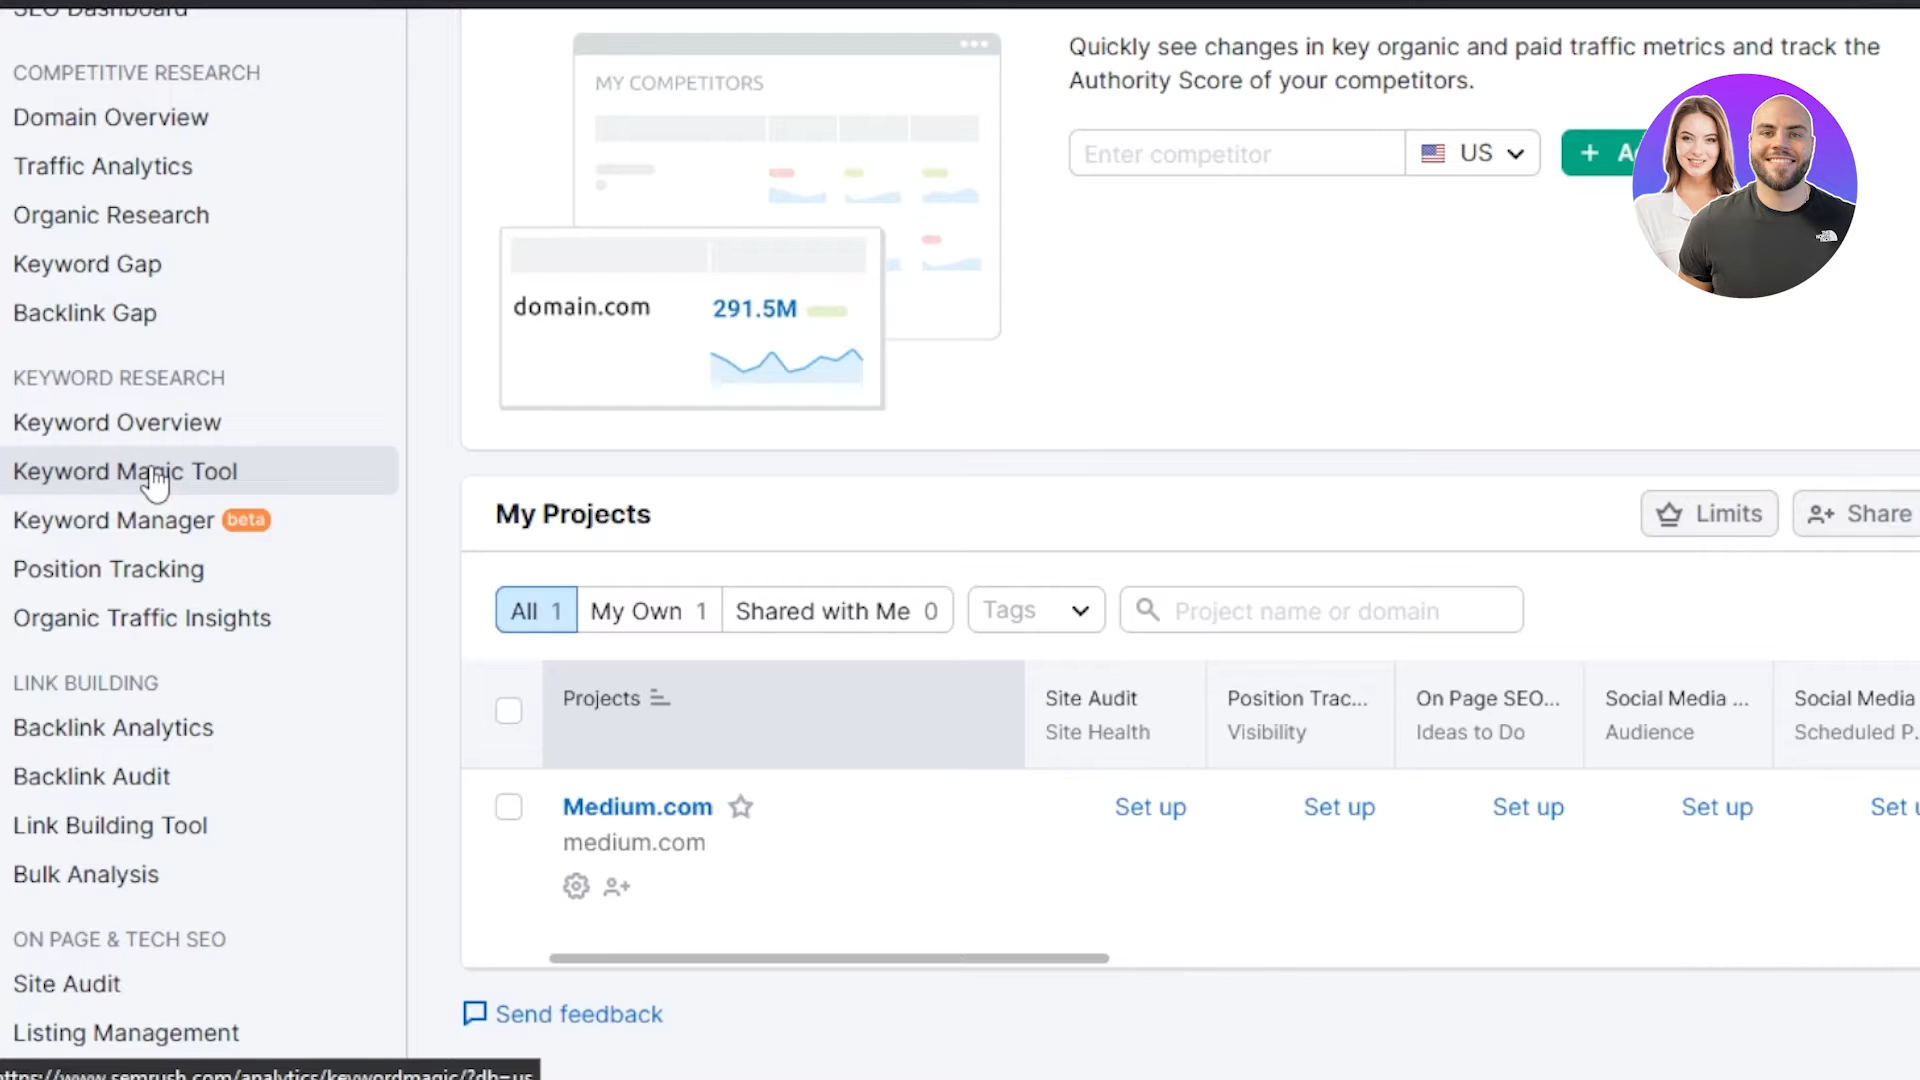 SEO Dashboard
COMPETITIVE RESEARCH
Domain Overview
Traffic Analytics
Organic Research
Keyword Gap
Backlink Gap
KEYWORD RESEARCH
Keyword Overview
Keyword Magic Tool
Keyword Manager beta
Position Tracking
Organic Traffic Insights
LINK BUILDING
Backlink Analytics
Backlink Audit
Link Building Tool
Bulk Analysis
ON PAGE & TECH SEO
Site Audit
Listing Management
https://www.semrush.com/analytics/keywordmagic/?db=us
MY COMPETITORS
domain.com 291.5M
Quickly see changes in key organic and paid traffic metrics and track the
Authority Score of your competitors.
Enter competitor US + A
THE NORTH FACE
My Projects Limits Share
All 1 My Own 1 Shared with Me 0 Tags Project name or domain
Projects Site Audit Position Trac... On Page SEO... Social Media ... Social Media
Site Health Visibility Ideas to Do Audience Scheduled P.
Medium.com Set up Set up Set up Set up Set u
medium.com
Send feedback